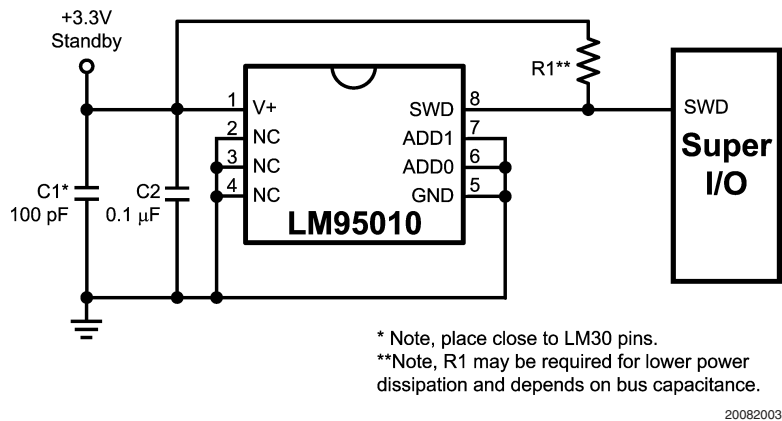 +3.3V
Standby
R1**
1 V+ SWD 8
2 NC ADD1 7
3 NC ADD0 6
4 NC GND 5
LM95010
C1*
100 pF
C2
0.1 µF
SWD
Super
I/O
* Note, place close to LM30 pins.
**Note, R1 may be required for lower power
dissipation and depends on bus capacitance.
20082003